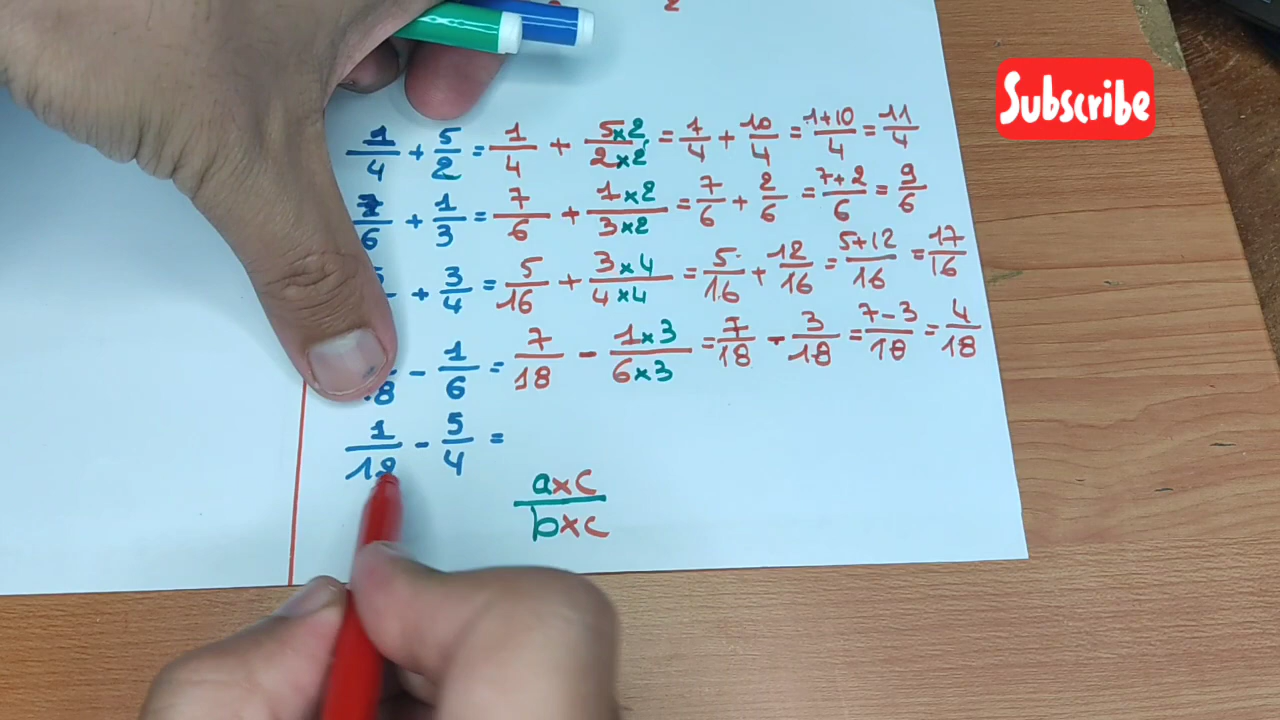 Subscribe
1/4 + 5/2 = 1/4 + 5×2/2×2 = 1/4 + 10/4 = 1+10/4 = 11/4
7/6 + 1/3 = 7/6 + 1×2/3×2 = 7/6 + 2/6 = 7+2/6 = 9/6
+ 3/4 = 5/16 + 3×4/4×4 = 5/16 + 12/16 = 5+12/16 = 17/16
- 1/6 = 7/18 - 1×3/6×3 = 7/18 - 3/18 = 7-3/18 = 4/18
- 5/4 =
a×c/b×c